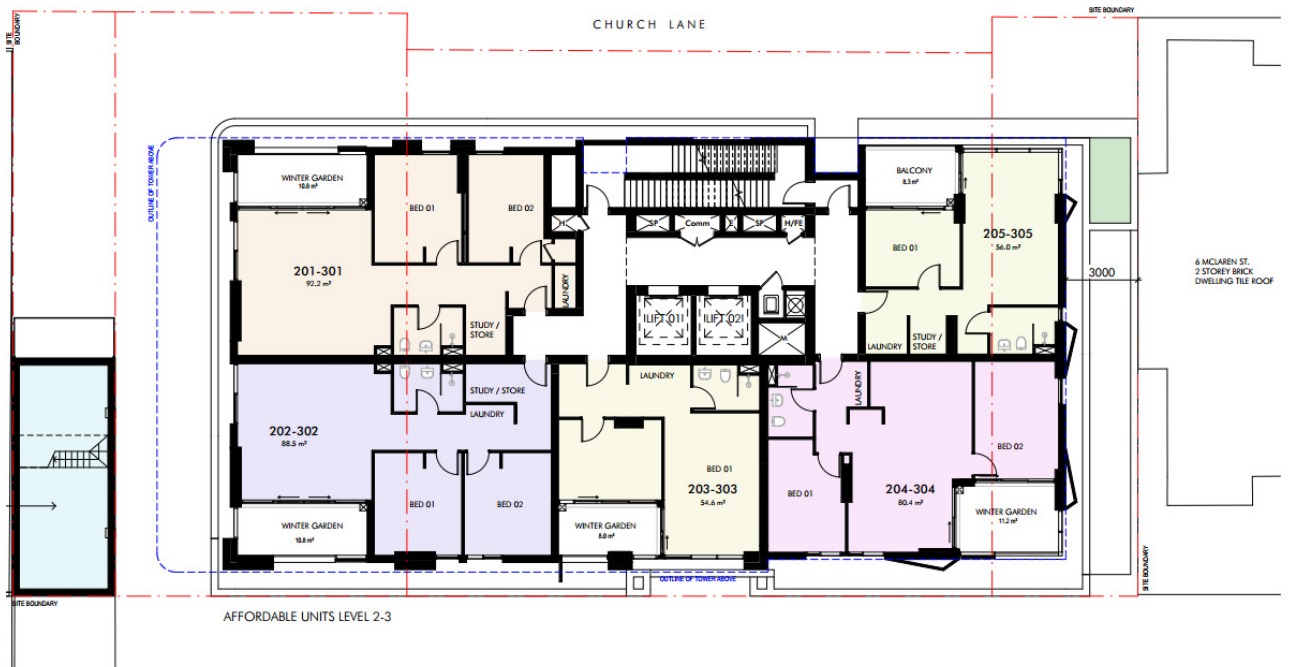 CHURCH LANE
SITE BOUNDARY
SITE BOUNDARY
OUTLINE OF TOWER ABOVE
WINTER GARDEN
10.8 m²
BED 01
BED 02
H
SP
Comm
E
SP
H/FE
BALCONY
8.3 m²
BED 01
205-305
56.0 m²
3000
6 MCLAREN ST.
2 STOREY BRICK
DWELLING TILE ROOF
201-301
92.2 m²
LAUNDRY
STUDY /
STORE
LIFT 01
LIFT 02
M
LAUNDRY
STUDY /
STORE
202-302
88.5 m²
STUDY / STORE
LAUNDRY
LAUNDRY
LAUNDRY
BED 01
BED 02
WINTER GARDEN
10.8 m²
BED 01
203-303
54.6 m²
WINTER GARDEN
8.0 m²
BED 01
204-304
80.4 m²
BED 02
WINTER GARDEN
11.2 m²
OUTLINE OF TOWER ABOVE
SITE BOUNDARY
SITE BOUNDARY
AFFORDABLE UNITS LEVEL 2-3